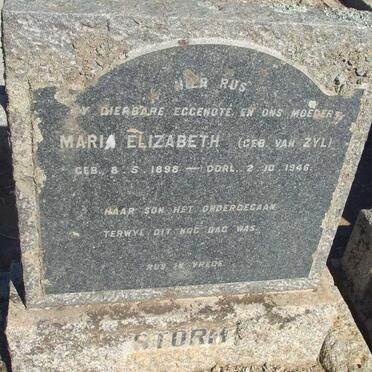 HIER RUS
MY DIERBARE EGGENOTE EN ONS MOEDER
MARIA ELIZABETH (GEB. VAN ZYL)
GEB. 8. 5. 1898 — OORL. 2. 10. 1946.
HAAR SON HET ONDERGEGAAN
TERWYL DIT NOG DAG WAS.
RUS IN VREDE.
STORK